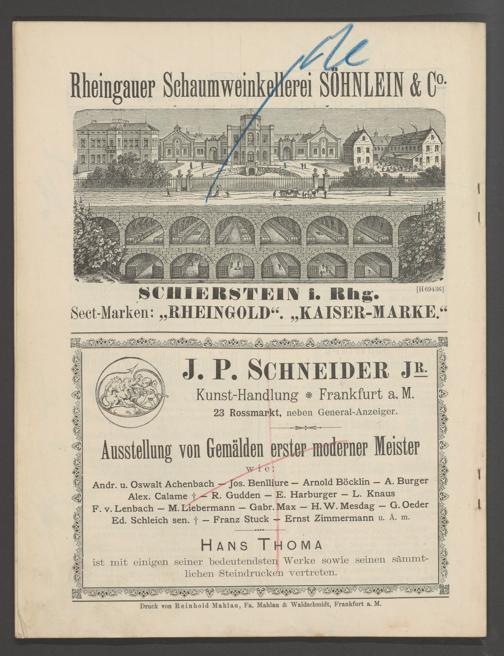 Rheingauer Schaumweinkellerei SÖHNLEIN & Co.
SCHIERSTEIN i. Rhg.
[H 69436]
Sect-Marken: „RHEINGOLD“. „KAISER-MARKE.“
J. P. SCHNEIDER JR.
Kunst-Handlung * Frankfurt a. M.
23 Rossmarkt, neben General-Anzeiger.
Ausstellung von Gemälden erster moderner Meister
wie:
Andr. u. Oswalt Achenbach — Jos. Benlliure — Arnold Böcklin — A. Burger
Alex. Calame † — R. Gudden — E. Harburger — L. Knaus
F. v. Lenbach — M. Liebermann — Gabr. Max — H. W. Mesdag — G. Oeder
Ed. Schleich sen. † — Franz Stuck — Ernst Zimmermann u. A. m.
HANS THOMA
ist mit einigen seiner bedeutendsten Werke sowie seinen sämmt-
lichen Steindrucken vertreten.
Druck von Reinhold Mahlau, Fa. Mahlau & Waldschmidt, Frankfurt a. M.